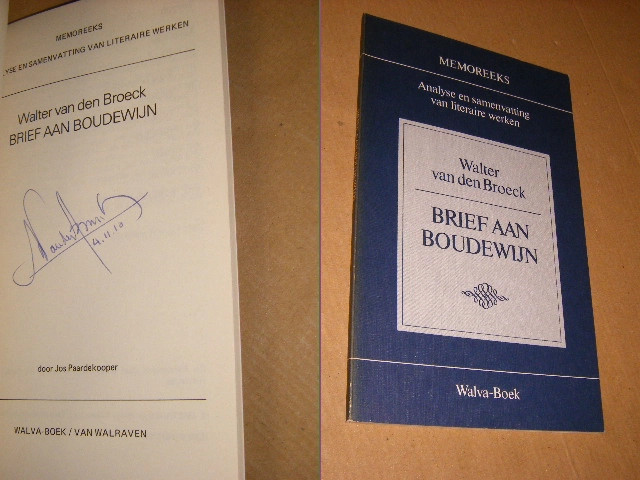 MEMOREEKS
YSE EN SAMENVATTING VAN LITERAIRE WERKEN
Walter van den Broeck
BRIEF AAN BOUDEWIJN
4.11.10
door Jos Paardekooper
WALVA-BOEK / VAN WALRAVEN
MEMOREEKS
Analyse en samenvatting
van literaire werken
Walter
van den Broeck
BRIEF AAN
BOUDEWIJN
Walva-Boek